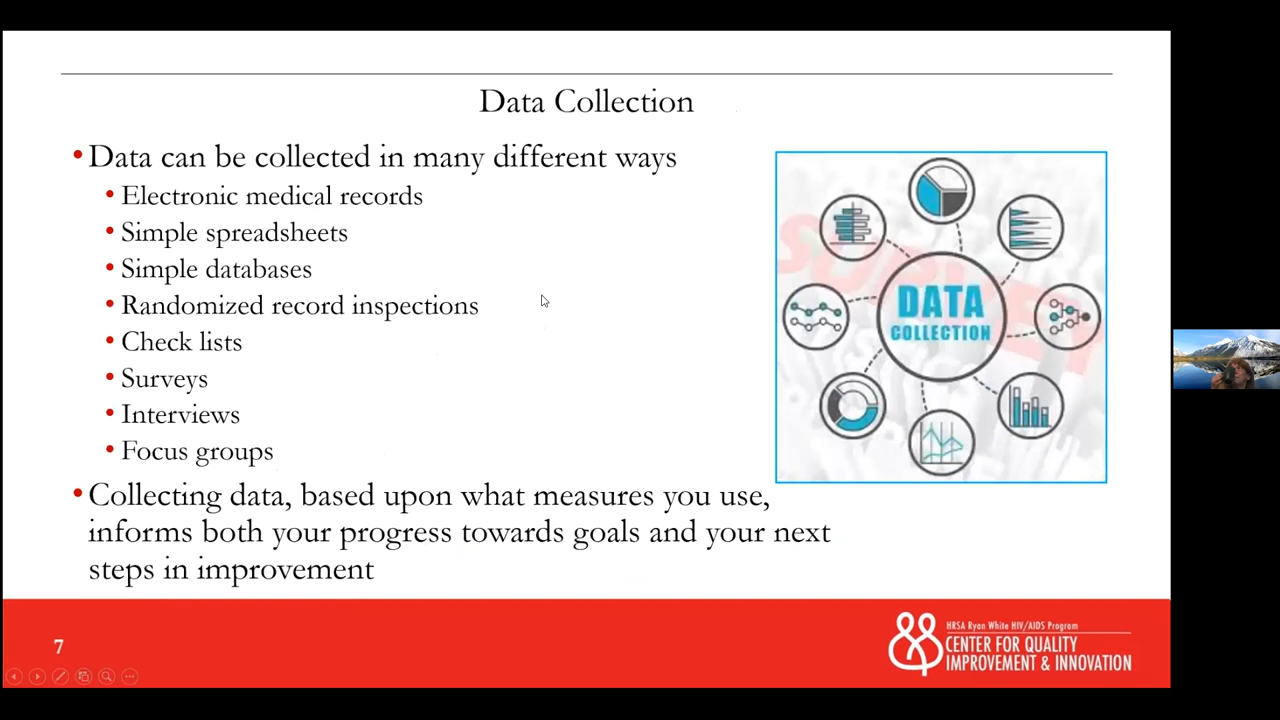 Data Collection
• Data can be collected in many different ways
• Electronic medical records
• Simple spreadsheets
• Simple databases
• Randomized record inspections
• Check lists
• Surveys
• Interviews
• Focus groups
• Collecting data, based upon what measures you use,
informs both your progress towards goals and your next
steps in improvement
SURVEY
DATA
COLLECTION
7
HRSA Ryan White HIV/AIDS Program
CENTER FOR QUALITY
IMPROVEMENT & INNOVATION